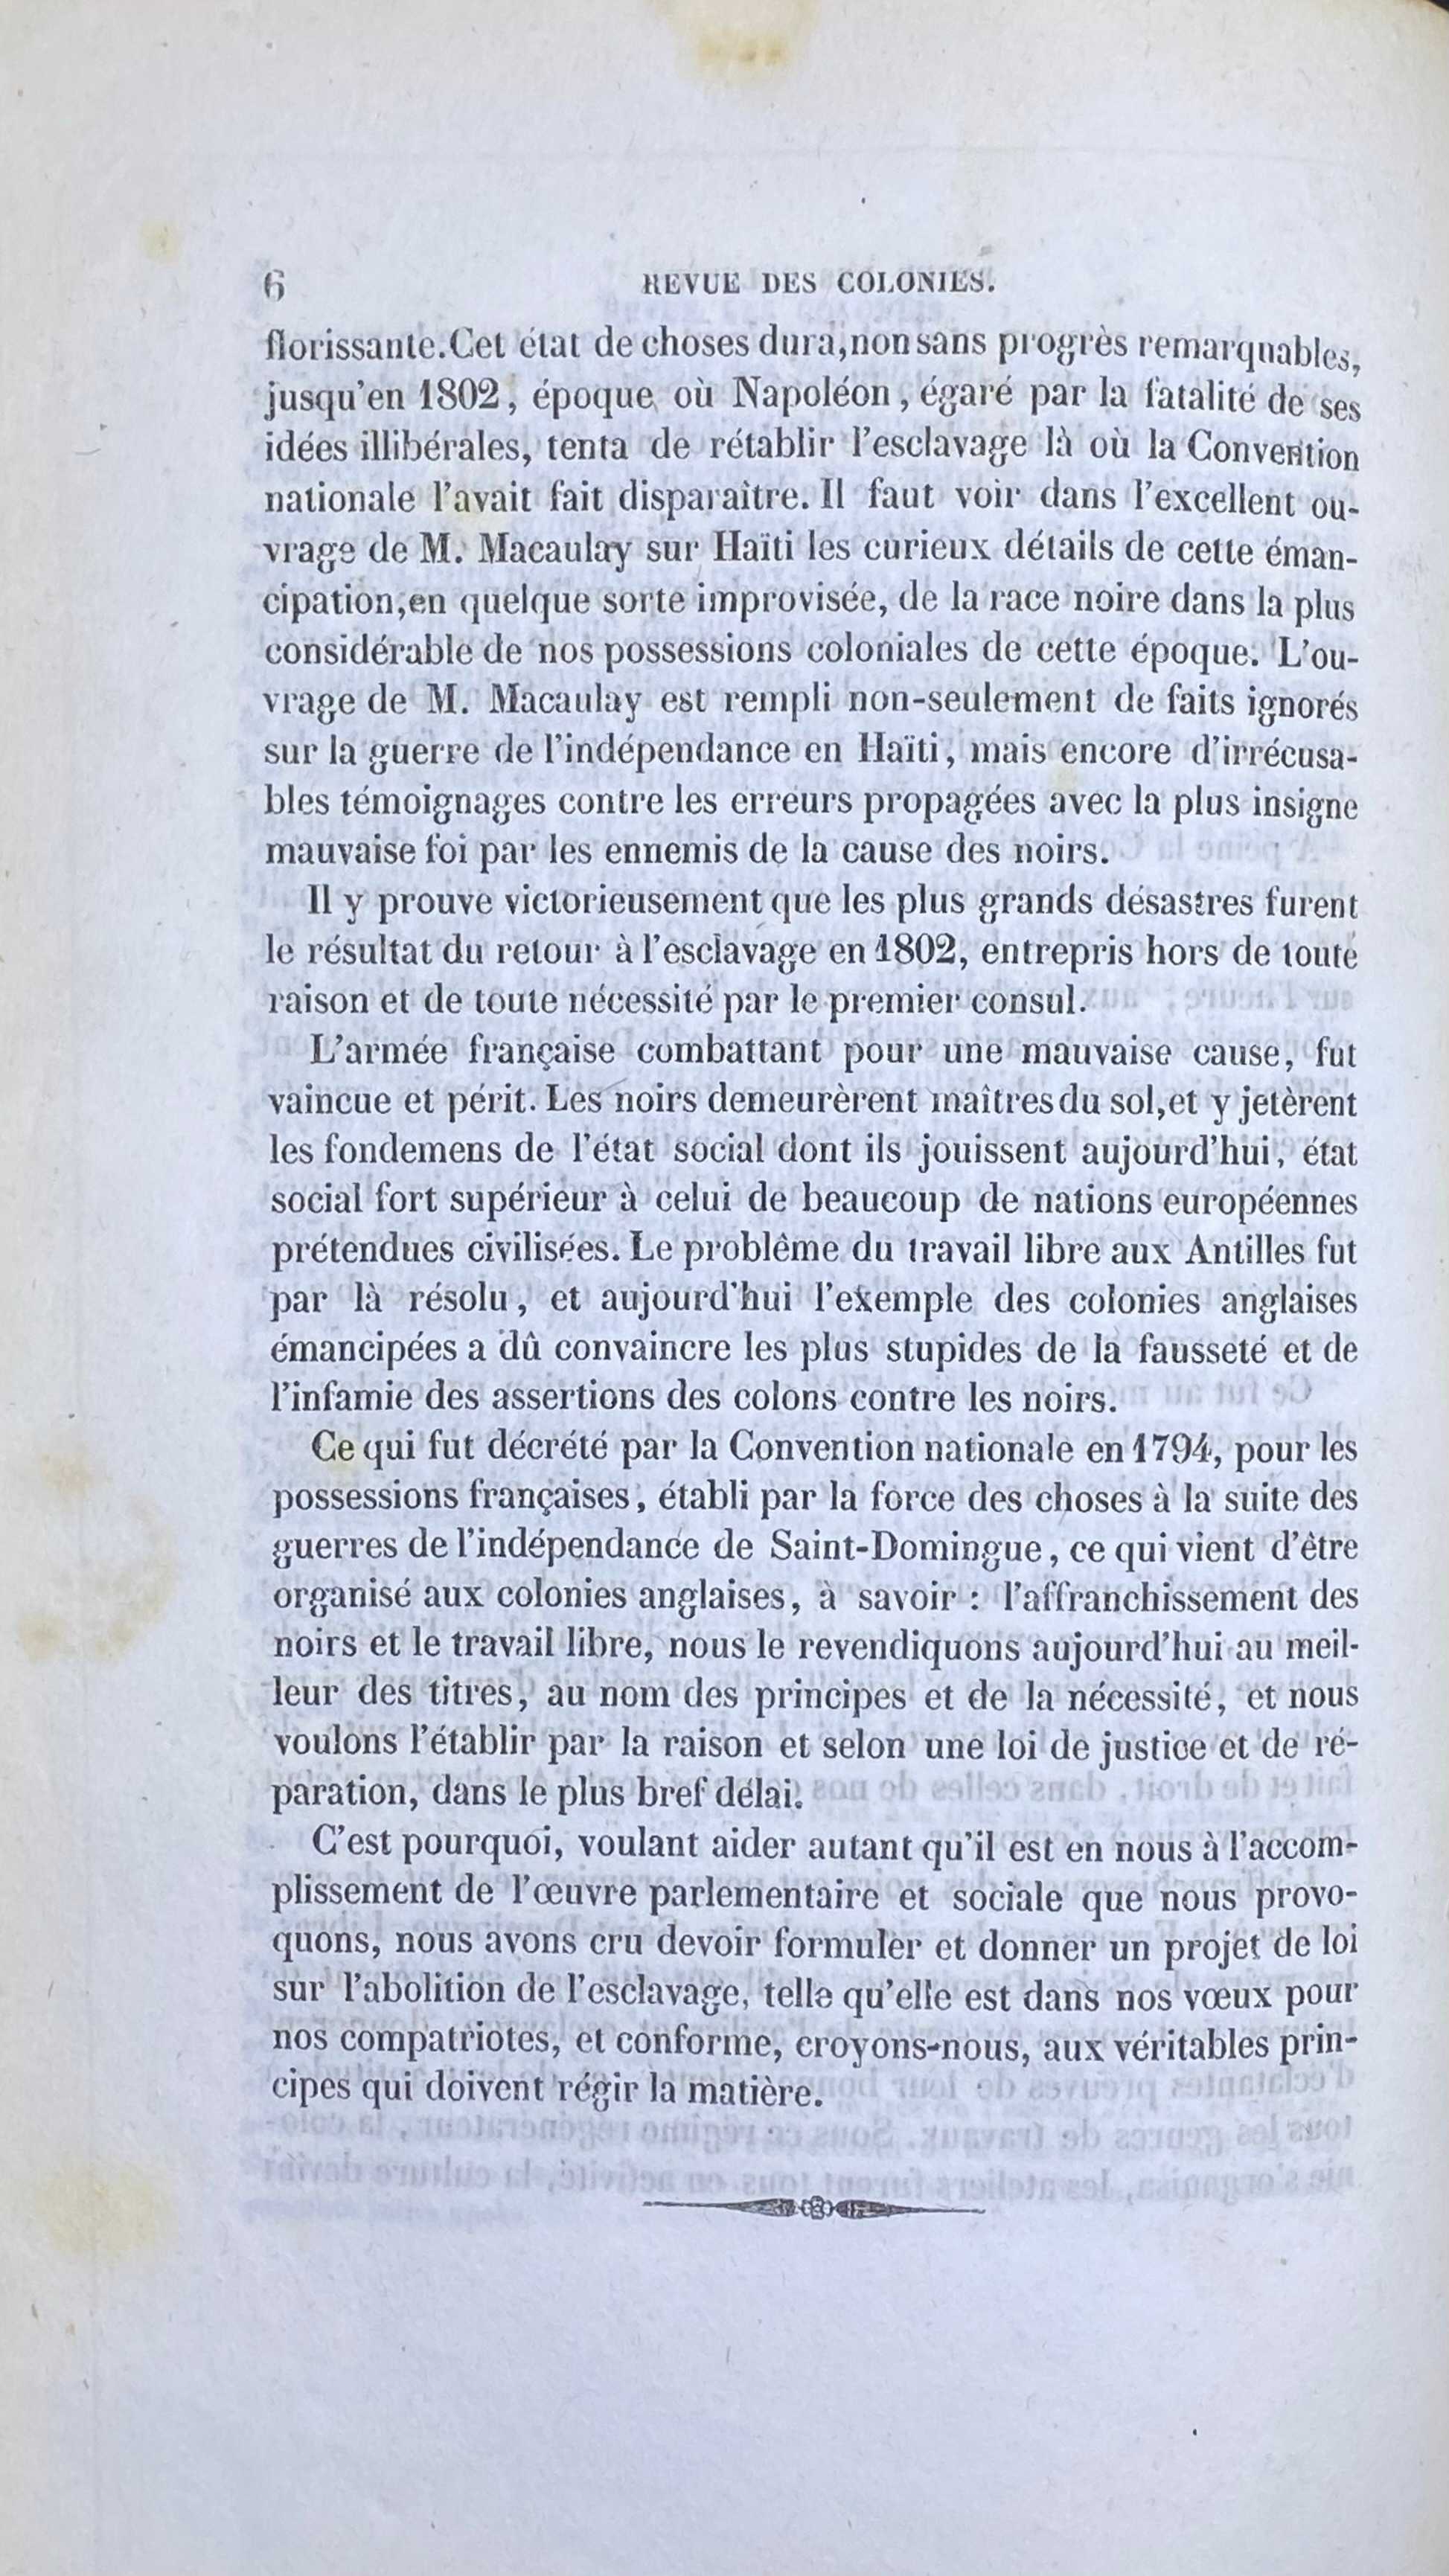 6 REVUE DES COLONIES.
florissante. Cet état de choses dura, non sans progrès remarquables,
jusqu'en 1802, époque où Napoléon, égaré par la fatalité de ses
idées illibérales, tenta de rétablir l'esclavage là où la Convention
nationale l'avait fait disparaître. Il faut voir dans l'excellent ou-
vrage de M. Macaulay sur Haïti les curieux détails de cette éman-
cipation, en quelque sorte improvisée, de la race noire dans la plus
considérable de nos possessions coloniales de cette époque. L'ou-
vrage de M. Macaulay est rempli non-seulement de faits ignorés
sur la guerre de l'indépendance en Haïti, mais encore d'irrécusa-
bles témoignages contre les erreurs propagées avec la plus insigne
mauvaise foi par les ennemis de la cause des noirs.
Il y prouve victorieusement que les plus grands désastres furent
le résultat du retour à l'esclavage en 1802, entrepris hors de toute
raison et de toute nécessité par le premier consul.
L'armée française combattant pour une mauvaise cause, fut
vaincue et périt. Les noirs demeurèrent maîtres du sol, et y jetèrent
les fondemens de l'état social dont ils jouissent aujourd'hui, état
social fort supérieur à celui de beaucoup de nations européennes
prétendues civilisées. Le problême du travail libre aux Antilles fut
par là résolu, et aujourd'hui l'exemple des colonies anglaises
émancipées a dû convaincre les plus stupides de la fausseté et de
l'infamie des assertions des colons contre les noirs.
Ce qui fut décrété par la Convention nationale en 1794, pour les
possessions françaises, établi par la force des choses à la suite des
guerres de l'indépendance de Saint-Domingue, ce qui vient d'être
organisé aux colonies anglaises, à savoir : l'affranchissement des
noirs et le travail libre, nous le revendiquons aujourd'hui au meil-
leur des titres, au nom des principes et de la nécessité, et nous
voulons l'établir par la raison et selon une loi de justice et de ré-
paration, dans le plus bref délai.
C'est pourquoi, voulant aider autant qu'il est en nous à l'accom-
plissement de l'œuvre parlementaire et sociale que nous provo-
quons, nous avons cru devoir formuler et donner un projet de loi
sur l'abolition de l'esclavage, telle qu'elle est dans nos vœux pour
nos compatriotes, et conforme, croyons-nous, aux véritables prin-
cipes qui doivent régir la matière.